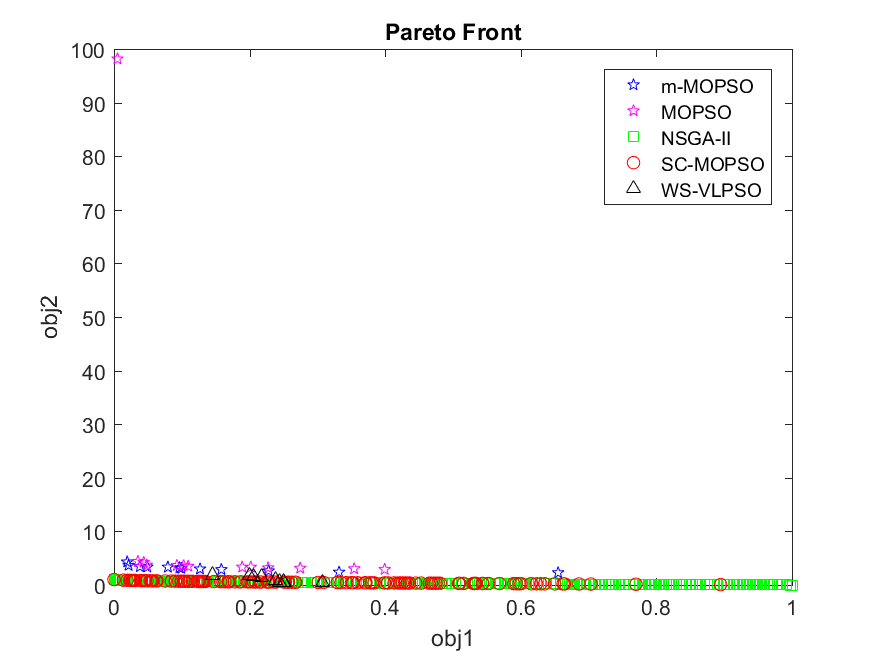 Pareto Front
100
90
80
70
60
50
40
30
20
10
0
obj2
m-MOPSO
MOPSO
NSGA-II
SC-MOPSO
WS-VLPSO
0 0.2 0.4 0.6 0.8 1
obj1